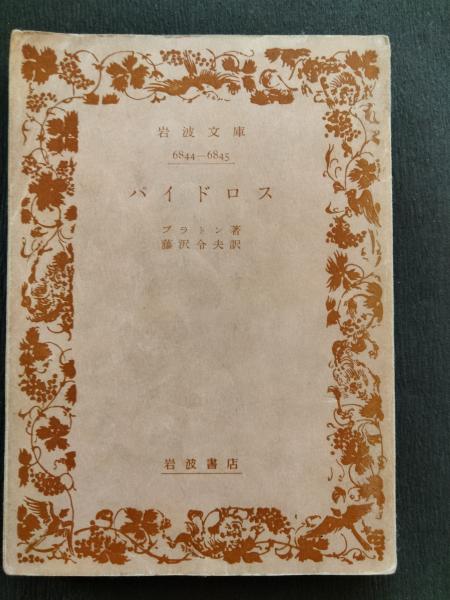 岩波文庫
6844—6845
パイドロス
プラトン著
藤沢令夫訳
岩波書店